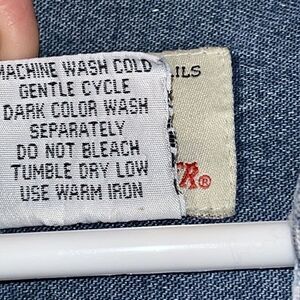 MACHINE WASH COLD
GENTLE CYCLE
DARK COLOR WASH
SEPARATELY
DO NOT BLEACH
TUMBLE DRY LOW
USE WARM IRON
ILS
R®